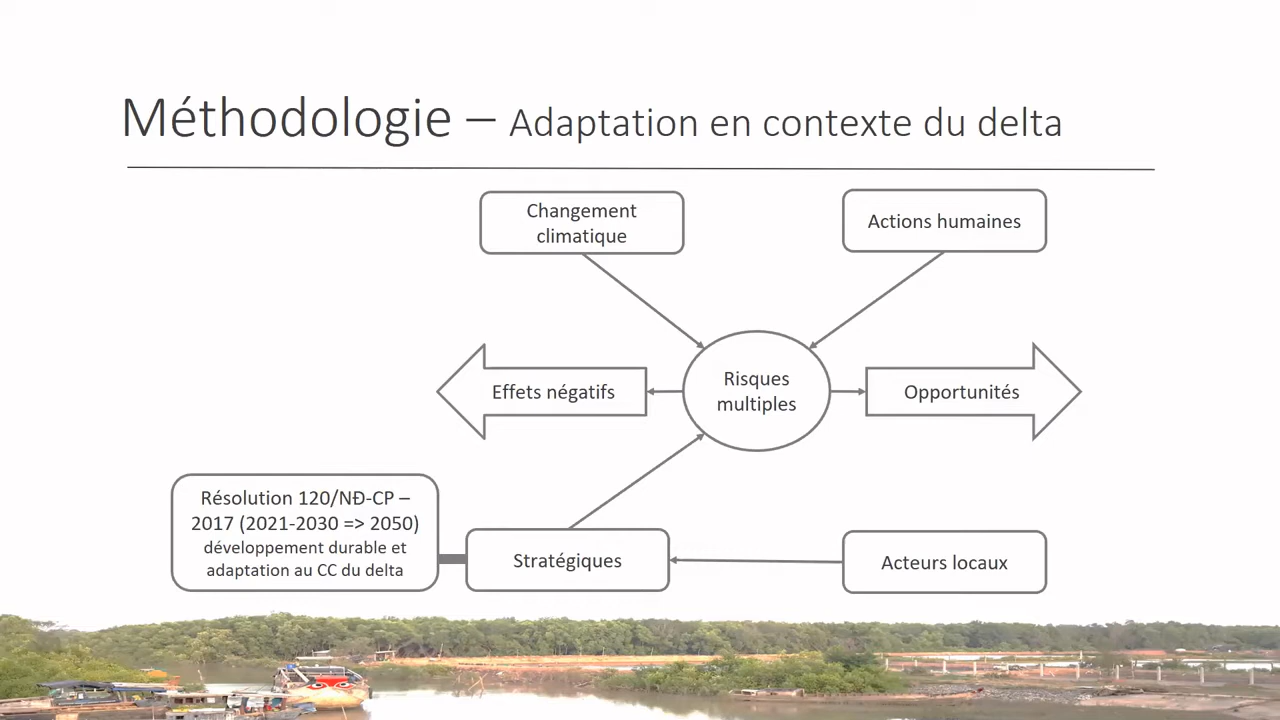 Méthodologie – Adaptation en contexte du delta
Changement
climatique
Actions humaines
Effets négatifs
Risques
multiples
Opportunités
Résolution 120/NĐ-CP –
2017 (2021-2030 => 2050)
développement durable et
adaptation au CC du delta
Stratégiques
Acteurs locaux